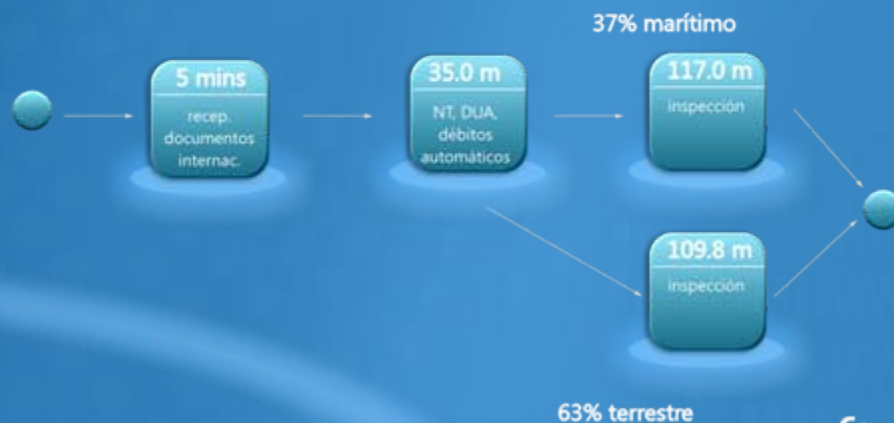 37% marítimo
5 mins
recep.
documentos
internac.
35.0 m
NT, DUA,
débitos
automáticos
117.0 m
inspección
109.8 m
inspección
63% terrestre